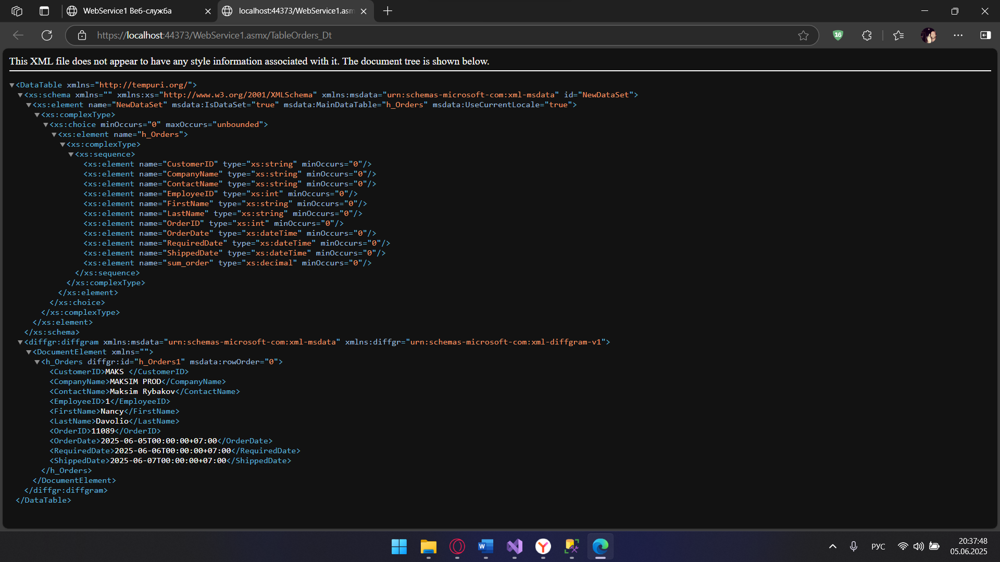 WebService1 Веб-служба
localhost:44373/WebService1.asm
https://localhost:44373/WebService1.asmx/TableOrders_Dt
16
This XML file does not appear to have any style information associated with it. The document tree is shown below.
▼<DataTable xmlns="http://tempuri.org/">
▼<xs:schema xmlns="" xmlns:xs="http://www.w3.org/2001/XMLSchema" xmlns:msdata="urn:schemas-microsoft-com:xml-msdata" id="NewDataSet">
▼<xs:element name="NewDataSet" msdata:IsDataSet="true" msdata:MainDataTable="h_Orders" msdata:UseCurrentLocale="true">
▼<xs:complexType>
▼<xs:choice minOccurs="0" maxOccurs="unbounded">
▼<xs:element name="h_Orders">
▼<xs:complexType>
▼<xs:sequence>
<xs:element name="CustomerID" type="xs:string" minOccurs="0"/>
<xs:element name="CompanyName" type="xs:string" minOccurs="0"/>
<xs:element name="ContactName" type="xs:string" minOccurs="0"/>
<xs:element name="EmployeeID" type="xs:int" minOccurs="0"/>
<xs:element name="FirstName" type="xs:string" minOccurs="0"/>
<xs:element name="LastName" type="xs:string" minOccurs="0"/>
<xs:element name="OrderID" type="xs:int" minOccurs="0"/>
<xs:element name="OrderDate" type="xs:dateTime" minOccurs="0"/>
<xs:element name="RequiredDate" type="xs:dateTime" minOccurs="0"/>
<xs:element name="ShippedDate" type="xs:dateTime" minOccurs="0"/>
<xs:element name="sum_order" type="xs:decimal" minOccurs="0"/>
</xs:sequence>
</xs:complexType>
</xs:element>
</xs:choice>
</xs:complexType>
</xs:element>
</xs:schema>
▼<diffgr:diffgram xmlns:msdata="urn:schemas-microsoft-com:xml-msdata" xmlns:diffgr="urn:schemas-microsoft-com:xml-diffgram-v1">
▼<DocumentElement xmlns="">
▼<h_Orders diffgr:id="h_Orders1" msdata:rowOrder="0">
<CustomerID>MAKS </CustomerID>
<CompanyName>MAKSIM PROD</CompanyName>
<ContactName>Maksim Rybakov</ContactName>
<EmployeeID>1</EmployeeID>
<FirstName>Nancy</FirstName>
<LastName>Davolio</LastName>
<OrderID>11089</OrderID>
<OrderDate>2025-06-05T00:00:00+07:00</OrderDate>
<RequiredDate>2025-06-06T00:00:00+07:00</RequiredDate>
<ShippedDate>2025-06-07T00:00:00+07:00</ShippedDate>
</h_Orders>
</DocumentElement>
</diffgr:diffgram>
</DataTable>
РУС
20:37:48
05.06.2025